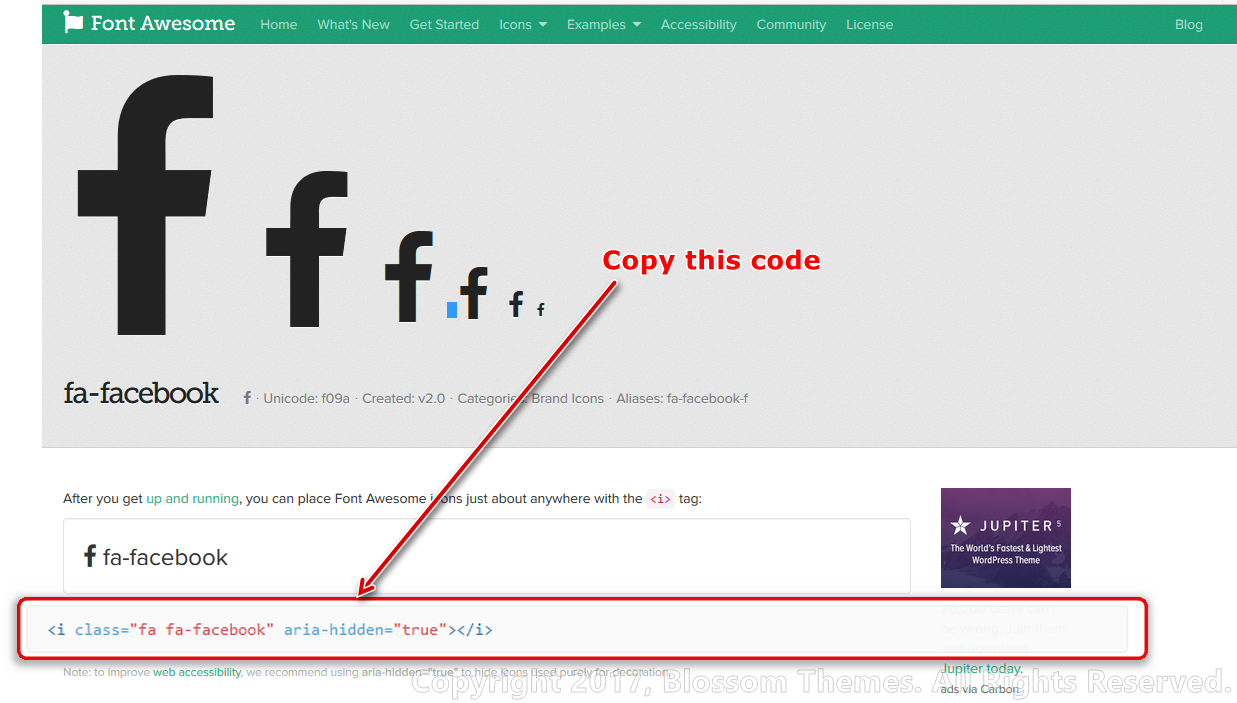 Font Awesome Home What's New Get Started Icons Examples Accessibility Community License Blog
Copy this code
fa-facebook · Unicode: f09a · Created: v2.0 · Categories: Brand Icons · Aliases: fa-facebook-f
After you get up and running, you can place Font Awesome icons just about anywhere with the <i> tag:
fa-facebook
JUPITER 5
The World's Fastest & Lightest
WordPress Theme
<i class="fa fa-facebook" aria-hidden="true"></i>
Note: to improve web accessibility, we recommend using aria-hidden="true" to hide icons used purely for decoration.
Jupiter today.
ads via Carbon
Copyright 2017, Blossom Themes. All Rights Reserved.